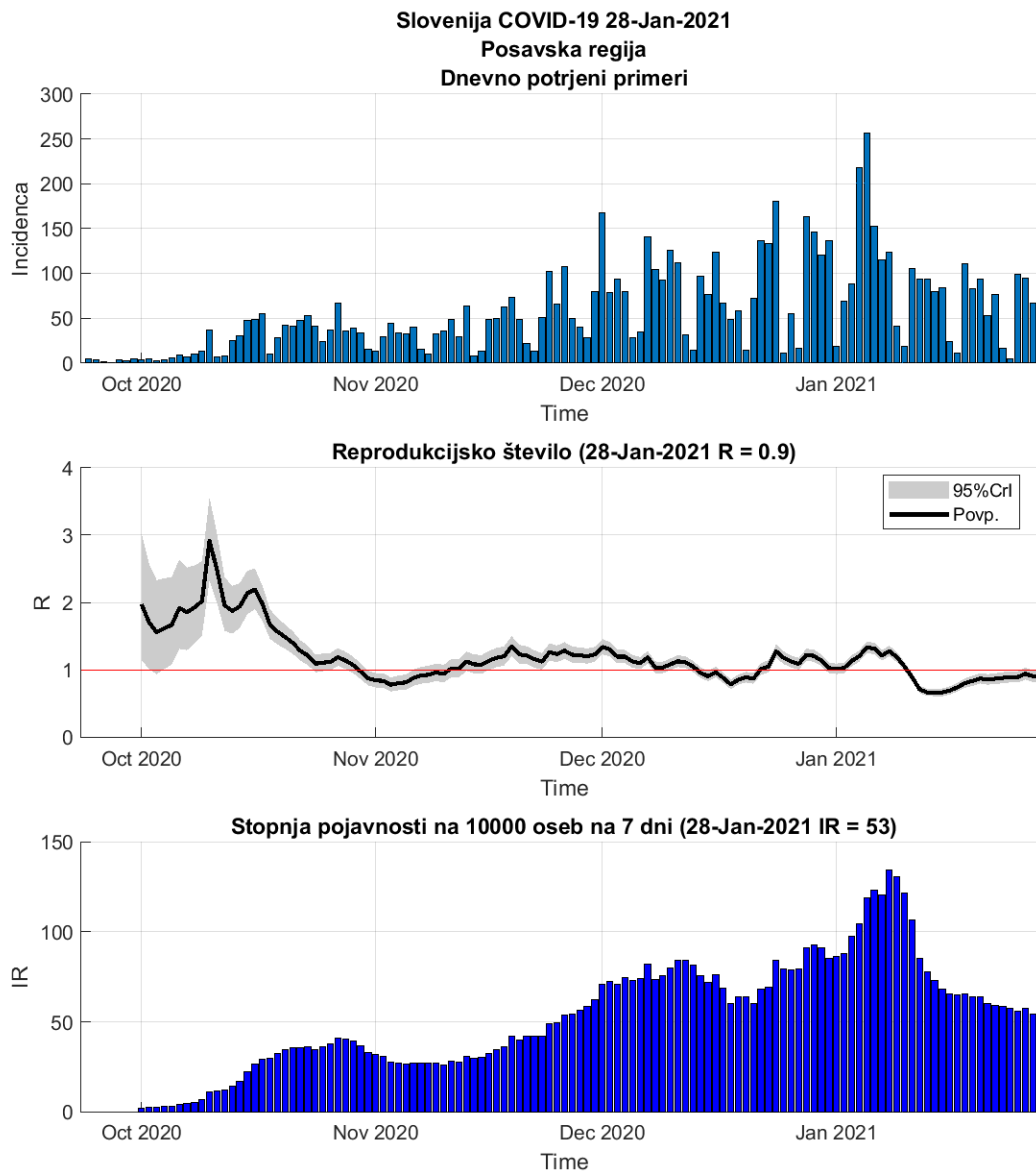 Slovenija COVID-19 28-Jan-2021
Posavska regija
Dnevno potrjeni primeri
300
250
200
150
100
50
0
Incidenca
Oct 2020
Nov 2020
Dec 2020
Jan 2021
Time
Reprodukcijsko število (28-Jan-2021 R = 0.9)
4
3
2
1
0
R
95%CrI
Povp.
Oct 2020
Nov 2020
Dec 2020
Jan 2021
Time
Stopnja pojavnosti na 10000 oseb na 7 dni (28-Jan-2021 IR = 53)
150
100
50
0
IR
Oct 2020
Nov 2020
Dec 2020
Jan 2021
Time